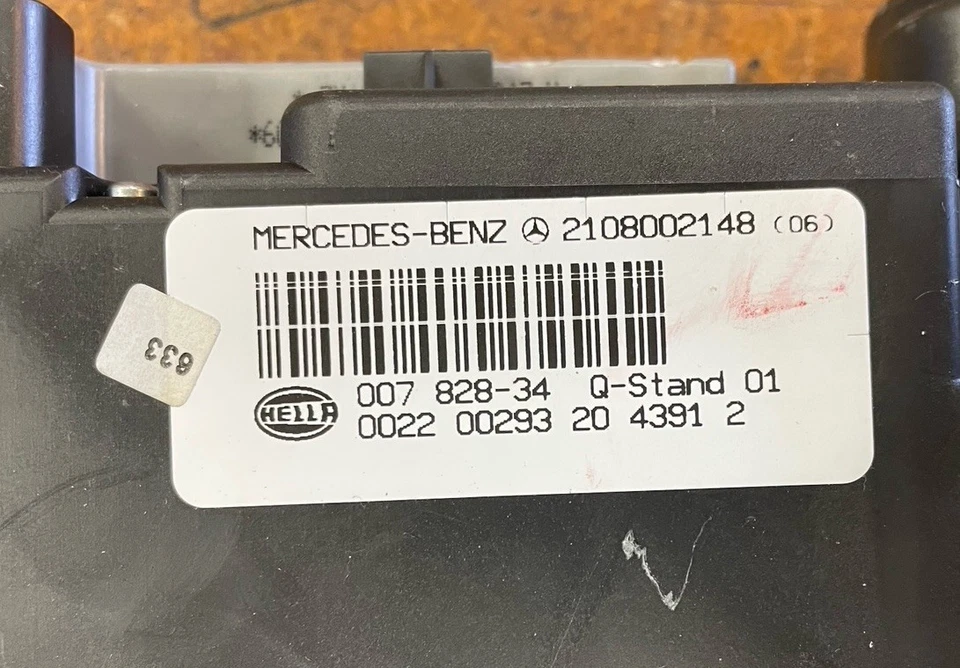 MERCEDES-BENZ 2108002148 (06)
HELLA
007 828-34 Q-Stand 01
0022 00293 20 4391 2
633